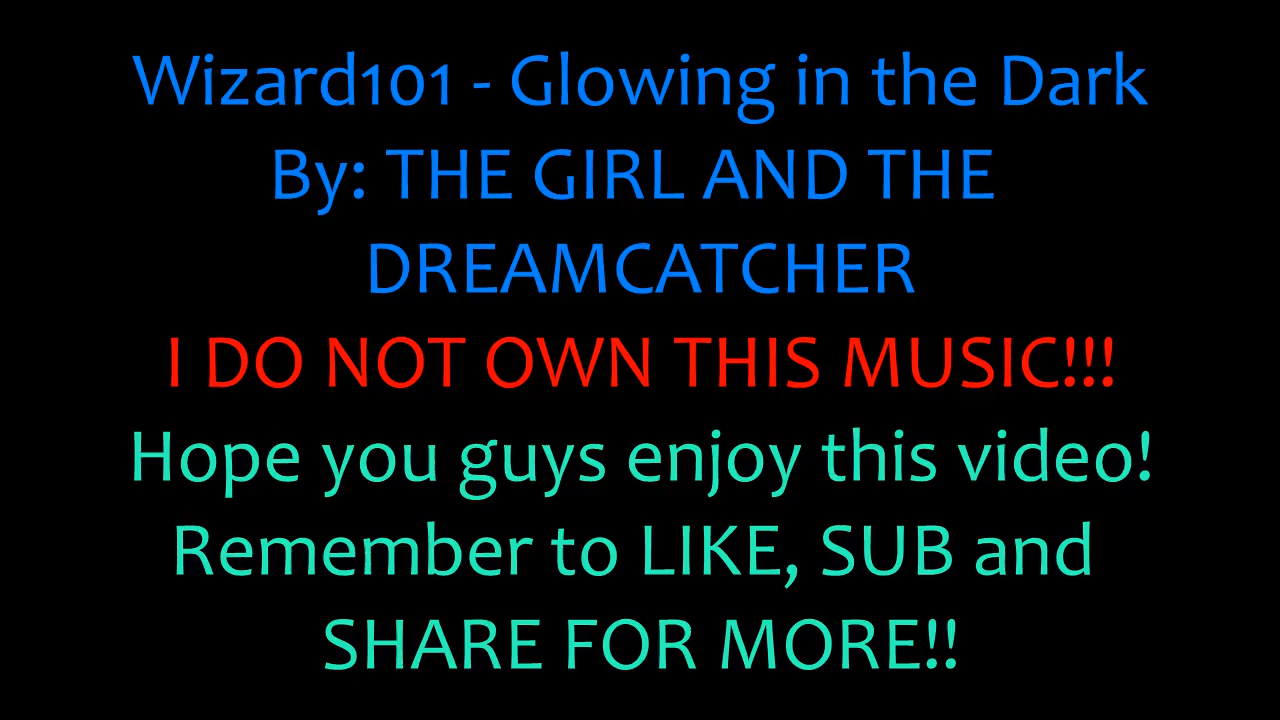 Wizard101 - Glowing in the Dark
By: THE GIRL AND THE
DREAMCATCHER
I DO NOT OWN THIS MUSIC!!!
Hope you guys enjoy this video!
Remember to LIKE, SUB and
SHARE FOR MORE!!